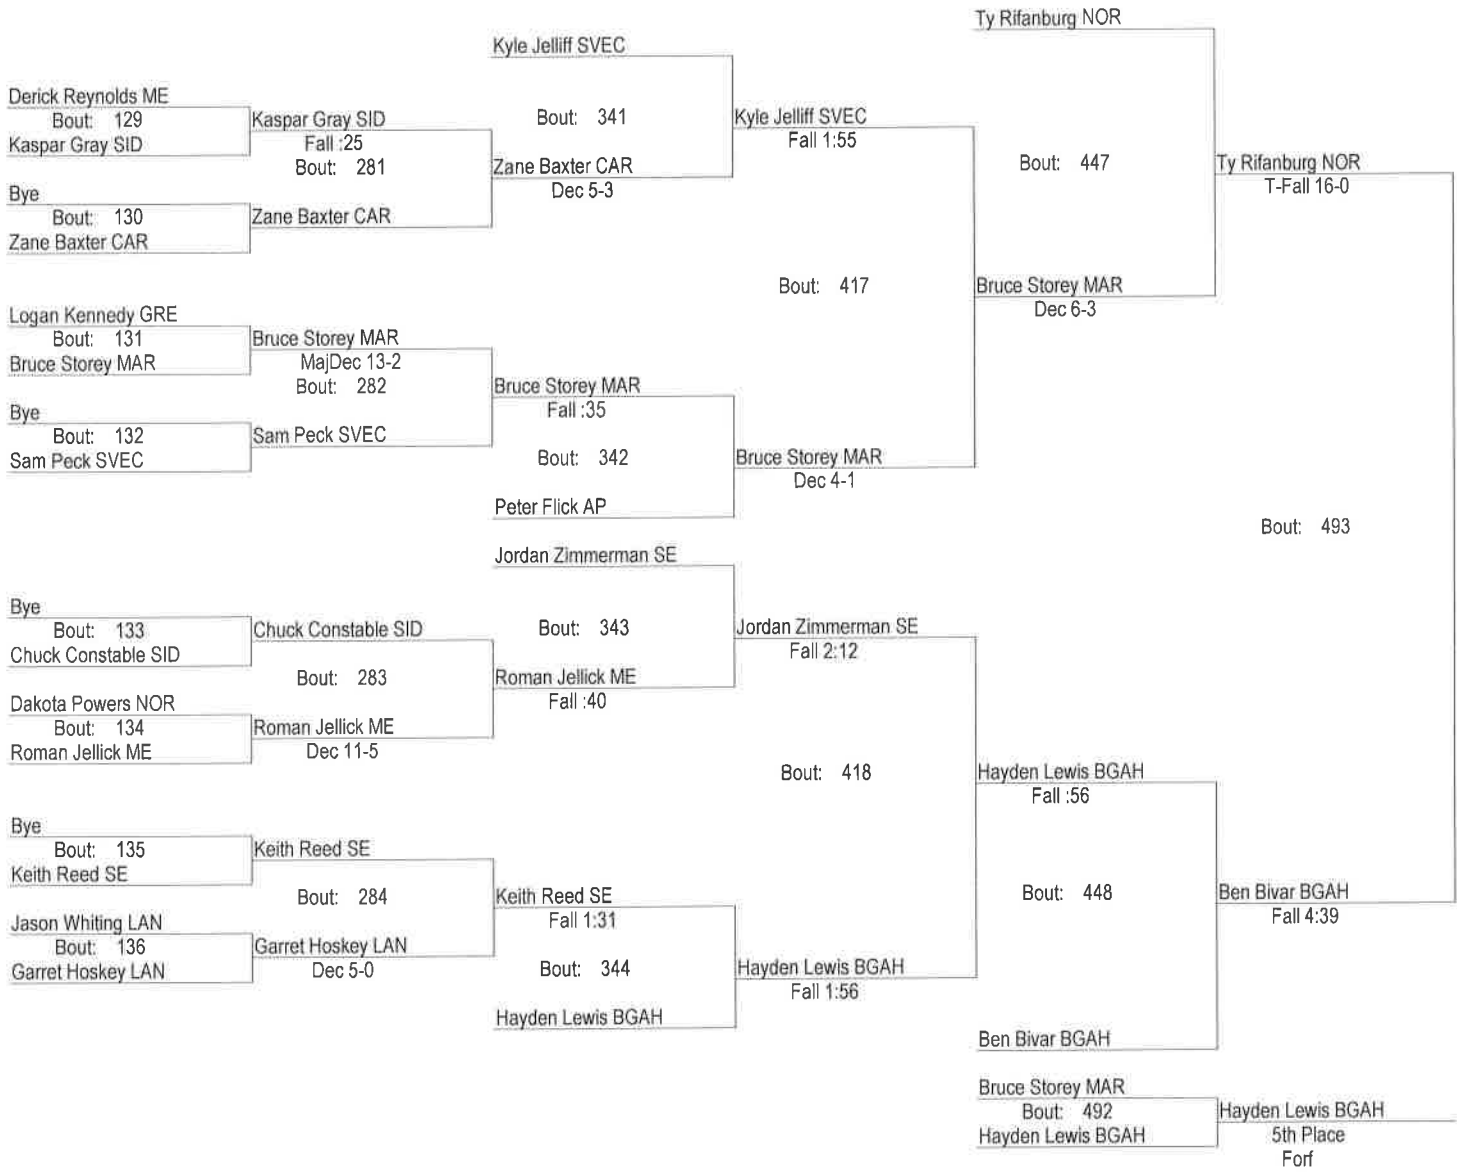 Ty Rifanburg NOR
Kyle Jelliff SVEC
Derick Reynolds ME
Bout: 129
Kaspar Gray SID
Kaspar Gray SID
Fall :25
Bout: 281
Bye
Bout: 130
Zane Baxter CAR
Zane Baxter CAR
Bout: 341
Zane Baxter CAR
Dec 5-3
Kyle Jelliff SVEC
Fall 1:55
Bout: 447
Ty Rifanburg NOR
T-Fall 16-0
Logan Kennedy GRE
Bout: 131
Bruce Storey MAR
Bruce Storey MAR
MajDec 13-2
Bout: 282
Bye
Bout: 132
Sam Peck SVEC
Sam Peck SVEC
Bruce Storey MAR
Fall :35
Bout: 342
Peter Flick AP
Bout: 417
Bruce Storey MAR
Dec 4-1
Bruce Storey MAR
Dec 6-3
Bout: 493
Jordan Zimmerman SE
Bye
Bout: 133
Chuck Constable SID
Chuck Constable SID
Bout: 283
Dakota Powers NOR
Bout: 134
Roman Jellick ME
Roman Jellick ME
Dec 11-5
Bout: 343
Roman Jellick ME
Fall :40
Jordan Zimmerman SE
Fall 2:12
Bout: 418
Hayden Lewis BGAH
Fall :56
Bye
Bout: 135
Keith Reed SE
Keith Reed SE
Bout: 284
Jason Whiting LAN
Bout: 136
Garret Hoskey LAN
Garret Hoskey LAN
Dec 5-0
Keith Reed SE
Fall 1:31
Bout: 344
Hayden Lewis BGAH
Hayden Lewis BGAH
Fall 1:56
Bout: 448
Ben Bivar BGAH
Fall 4:39
Ben Bivar BGAH
Bruce Storey MAR
Bout: 492
Hayden Lewis BGAH
Hayden Lewis BGAH
5th Place
Forf